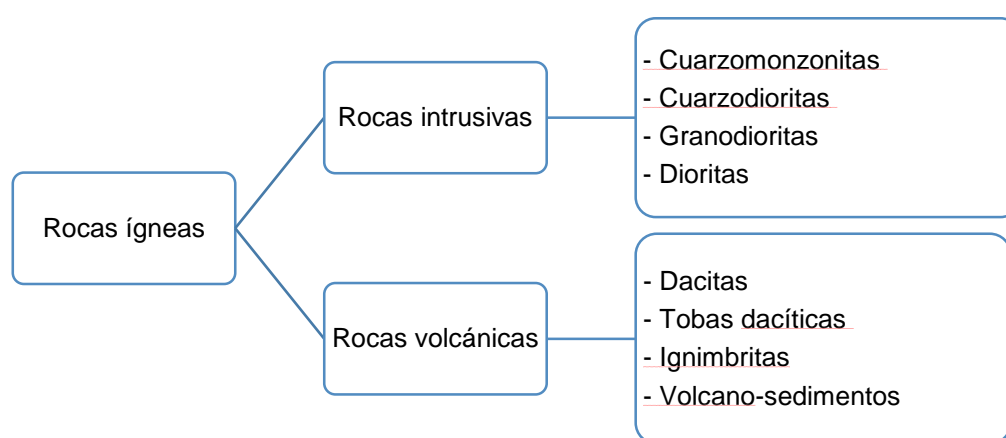 Rocas ígneas
Rocas intrusivas
- Cuarzomonzonitas
- Cuarzodioritas
- Granodioritas
- Dioritas
Rocas volcánicas
- Dacitas
- Tobas dacíticas
- Ignimbritas
- Volcano-sedimentos